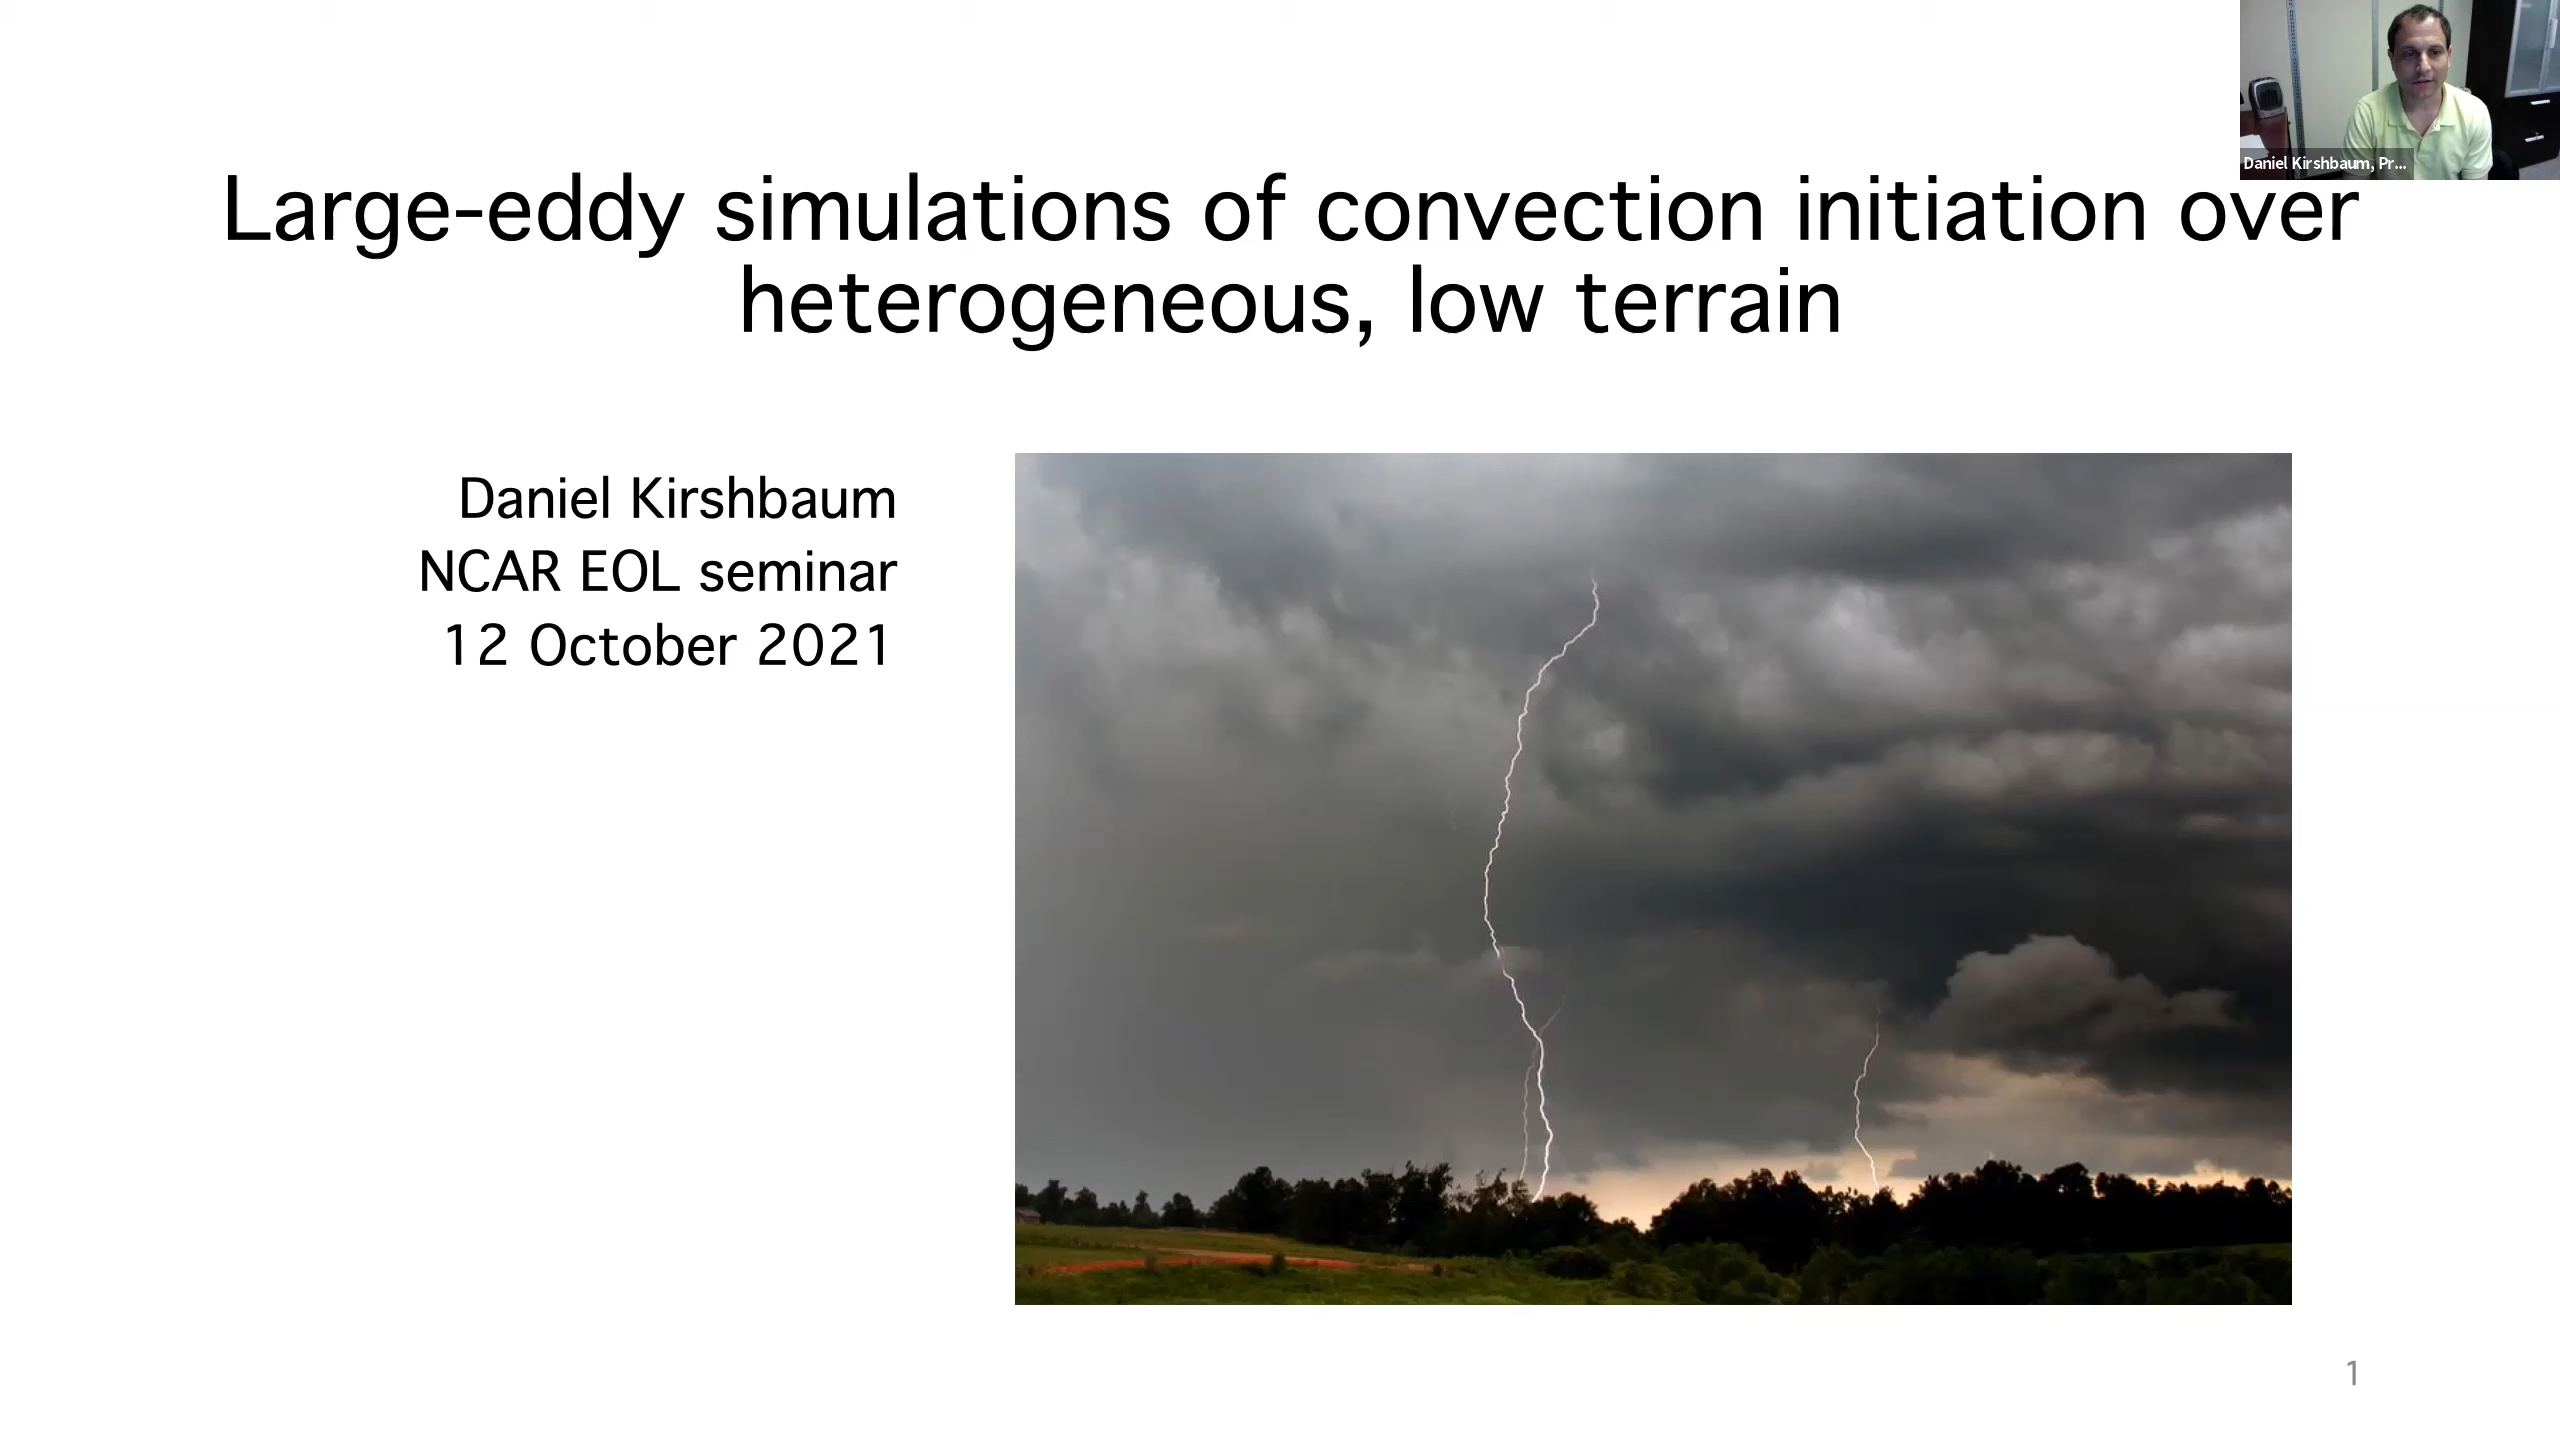 Daniel Kirshbaum, Pr...
Large-eddy simulations of convection initiation over
heterogeneous, low terrain
Daniel Kirshbaum
NCAR EOL seminar
12 October 2021
1